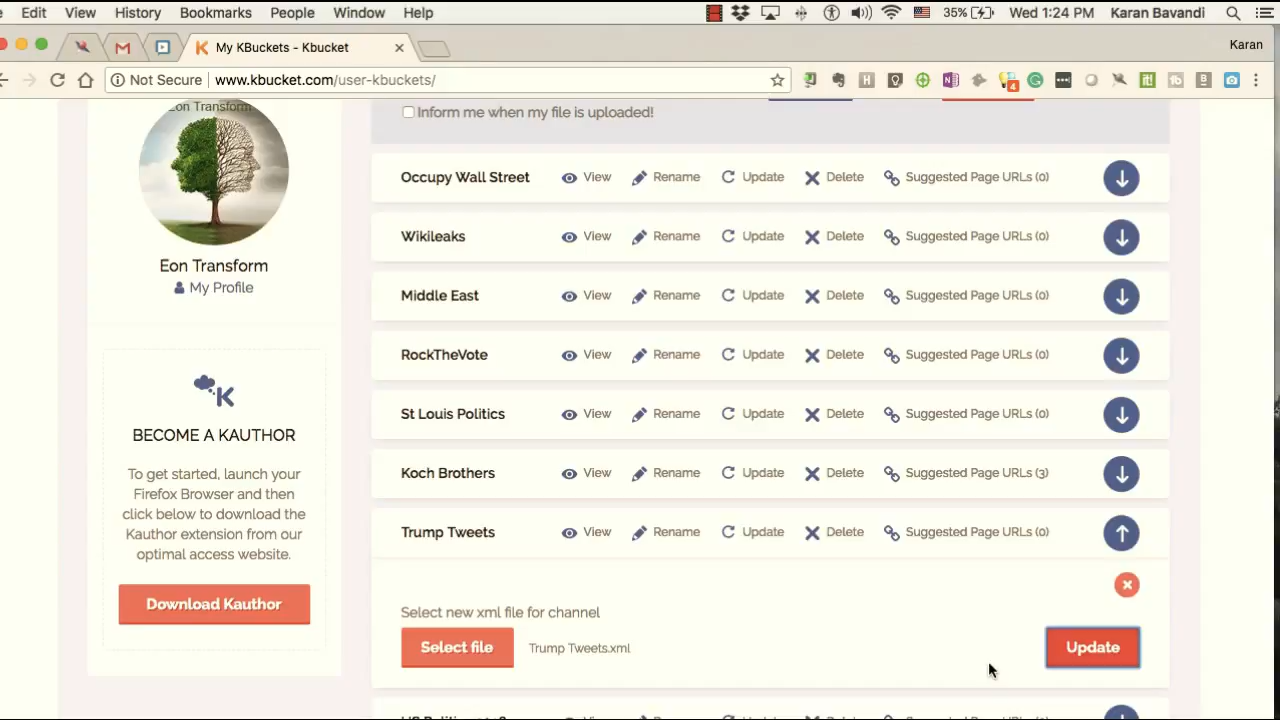 Edit View History Bookmarks People Window Help 35% Wed 1:24 PM Karan Bavandi
My KBuckets - Kbucket Karan
Not Secure www.kbucket.com/user-kbuckets/
Eon Transform
Inform me when my file is uploaded!
Occupy Wall Street View Rename Update Delete Suggested Page URLs (0)
Wikileaks View Rename Update Delete Suggested Page URLs (0)
Eon Transform
My Profile
Middle East View Rename Update Delete Suggested Page URLs (0)
RockTheVote View Rename Update Delete Suggested Page URLs (0)
K
St Louis Politics View Rename Update Delete Suggested Page URLs (0)
BECOME A KAUTHOR
To get started, launch your
Firefox Browser and then
click below to download the
Kauthor extension from our
optimal access website.
Download Kauthor
Koch Brothers View Rename Update Delete Suggested Page URLs (3)
Trump Tweets View Rename Update Delete Suggested Page URLs (0)
Select new xml file for channel
Select file Trump Tweets.xml Update